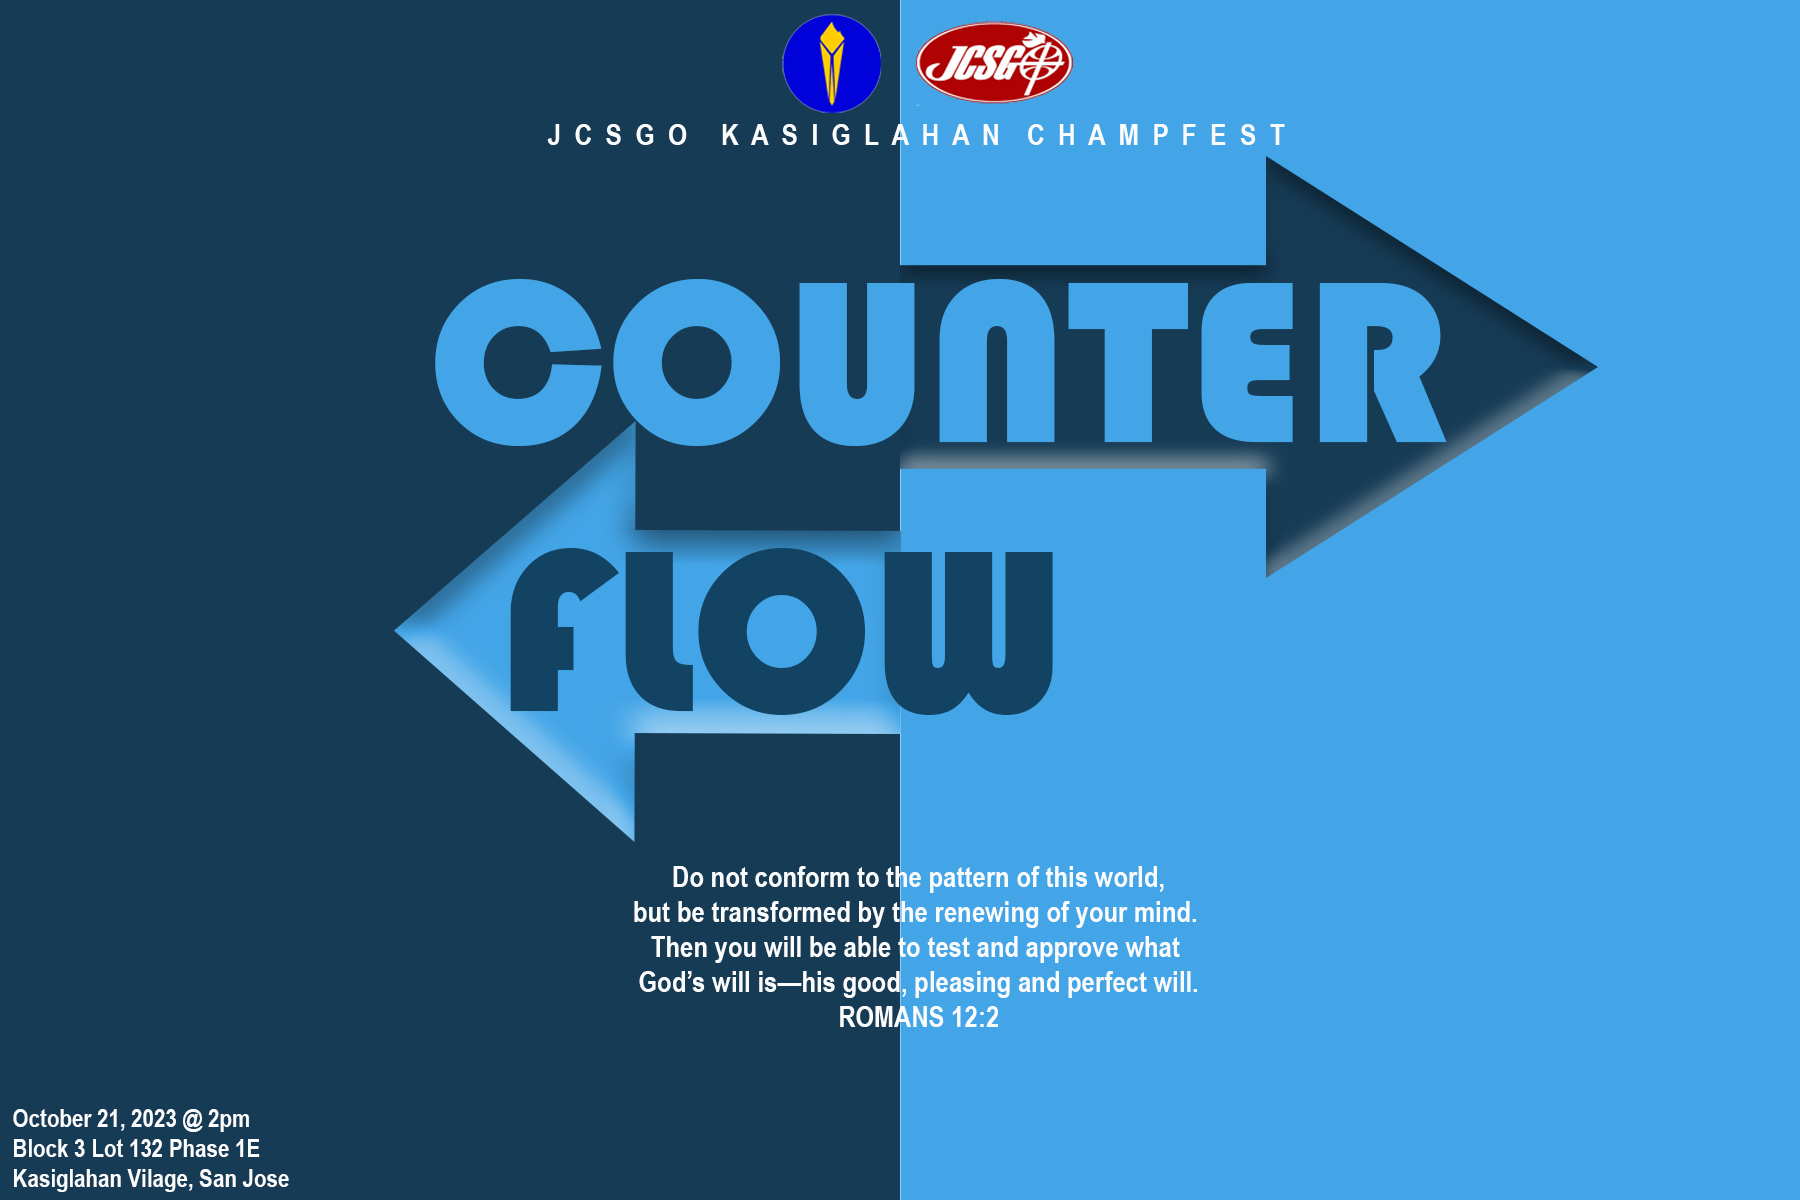 JCSGO
JCSGO KASIGLAHAN CHAMPFEST
COUNTER
FLOW
Do not conform to the pattern of this world,
but be transformed by the renewing of your mind.
Then you will be able to test and approve what
God’s will is—his good, pleasing and perfect will.
ROMANS 12:2
October 21, 2023 @ 2pm
Block 3 Lot 132 Phase 1E
Kasiglahan Vilage, San Jose